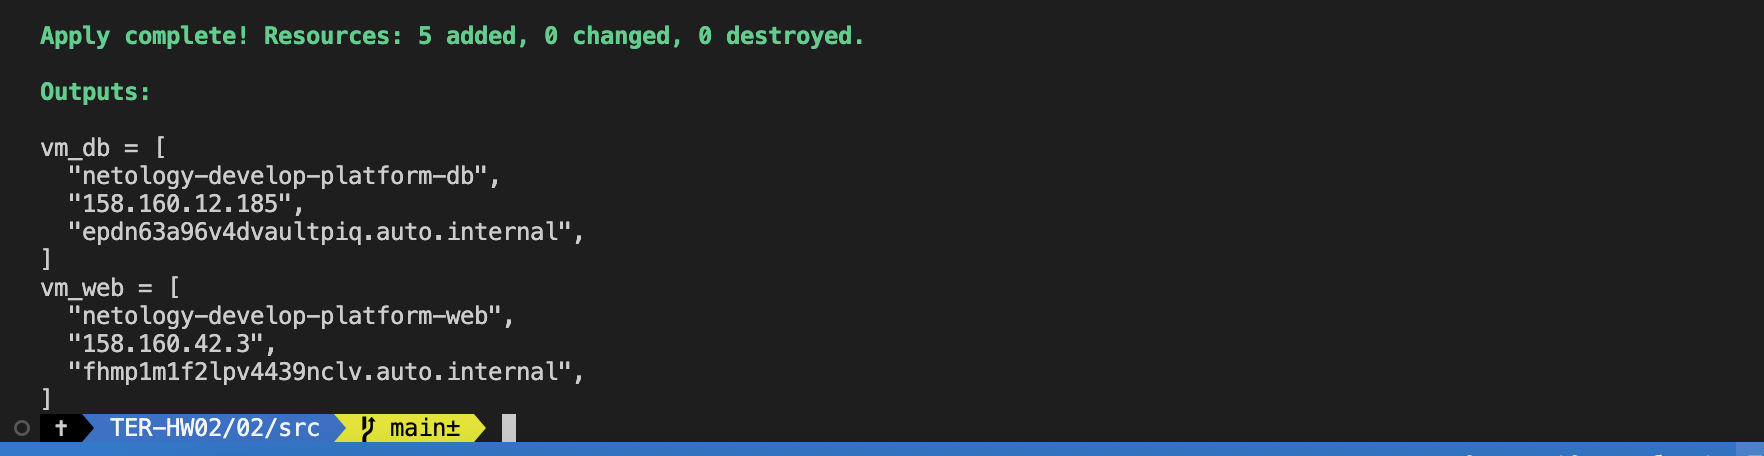 Apply complete! Resources: 5 added, 0 changed, 0 destroyed.
Outputs:
vm_db = [
"netology-develop-platform-db",
"158.160.12.185",
"epdn63a96v4dvaultpiq.auto.internal",
]
vm_web = [
"netology-develop-platform-web",
"158.160.42.3",
"fhmp1m1f2lpv4439nclv.auto.internal",
]
TER-HW02/02/src main±